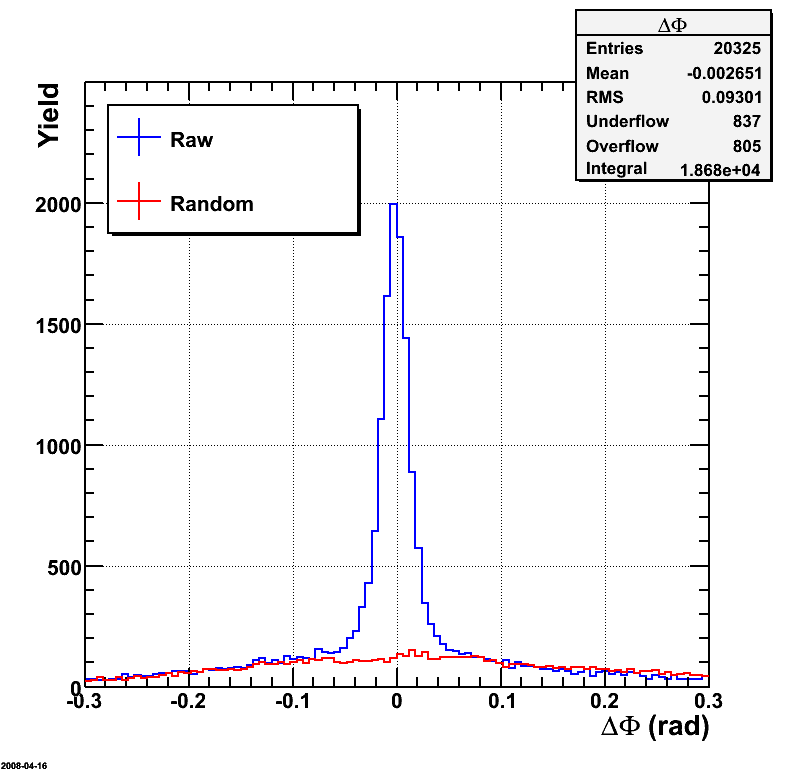 ΔΦ
Entries 20325
Mean -0.002651
RMS 0.09301
Underflow 837
Overflow 805
Integral 1.868e+04
Yield
Raw
Random
2000
1500
1000
500
0
-0.3 -0.2 -0.1 0 0.1 0.2 0.3
ΔΦ (rad)
2008-04-16